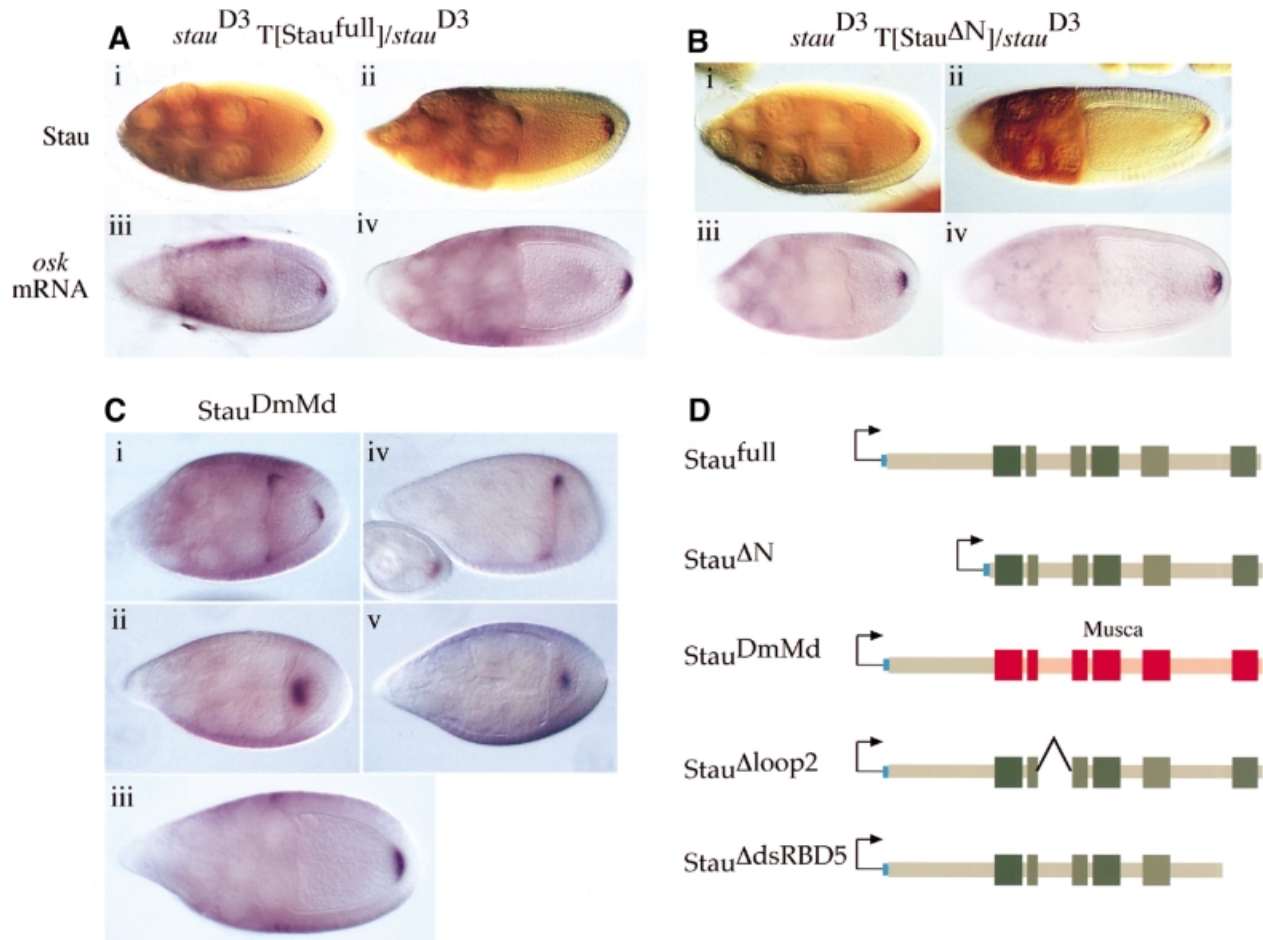 A stau^D3 T[Stau^full]/stau^D3
B stau^D3 T[Stau^ΔN]/stau^D3
i
ii
i
ii
Stau
iii
iv
iii
iv
osk
mRNA
C Stau^DmMd
D
i
iv
Stau^full
Stau^ΔN
ii
v
Musca
Stau^DmMd
Stau^Δloop2
iii
Stau^ΔdsRBD5